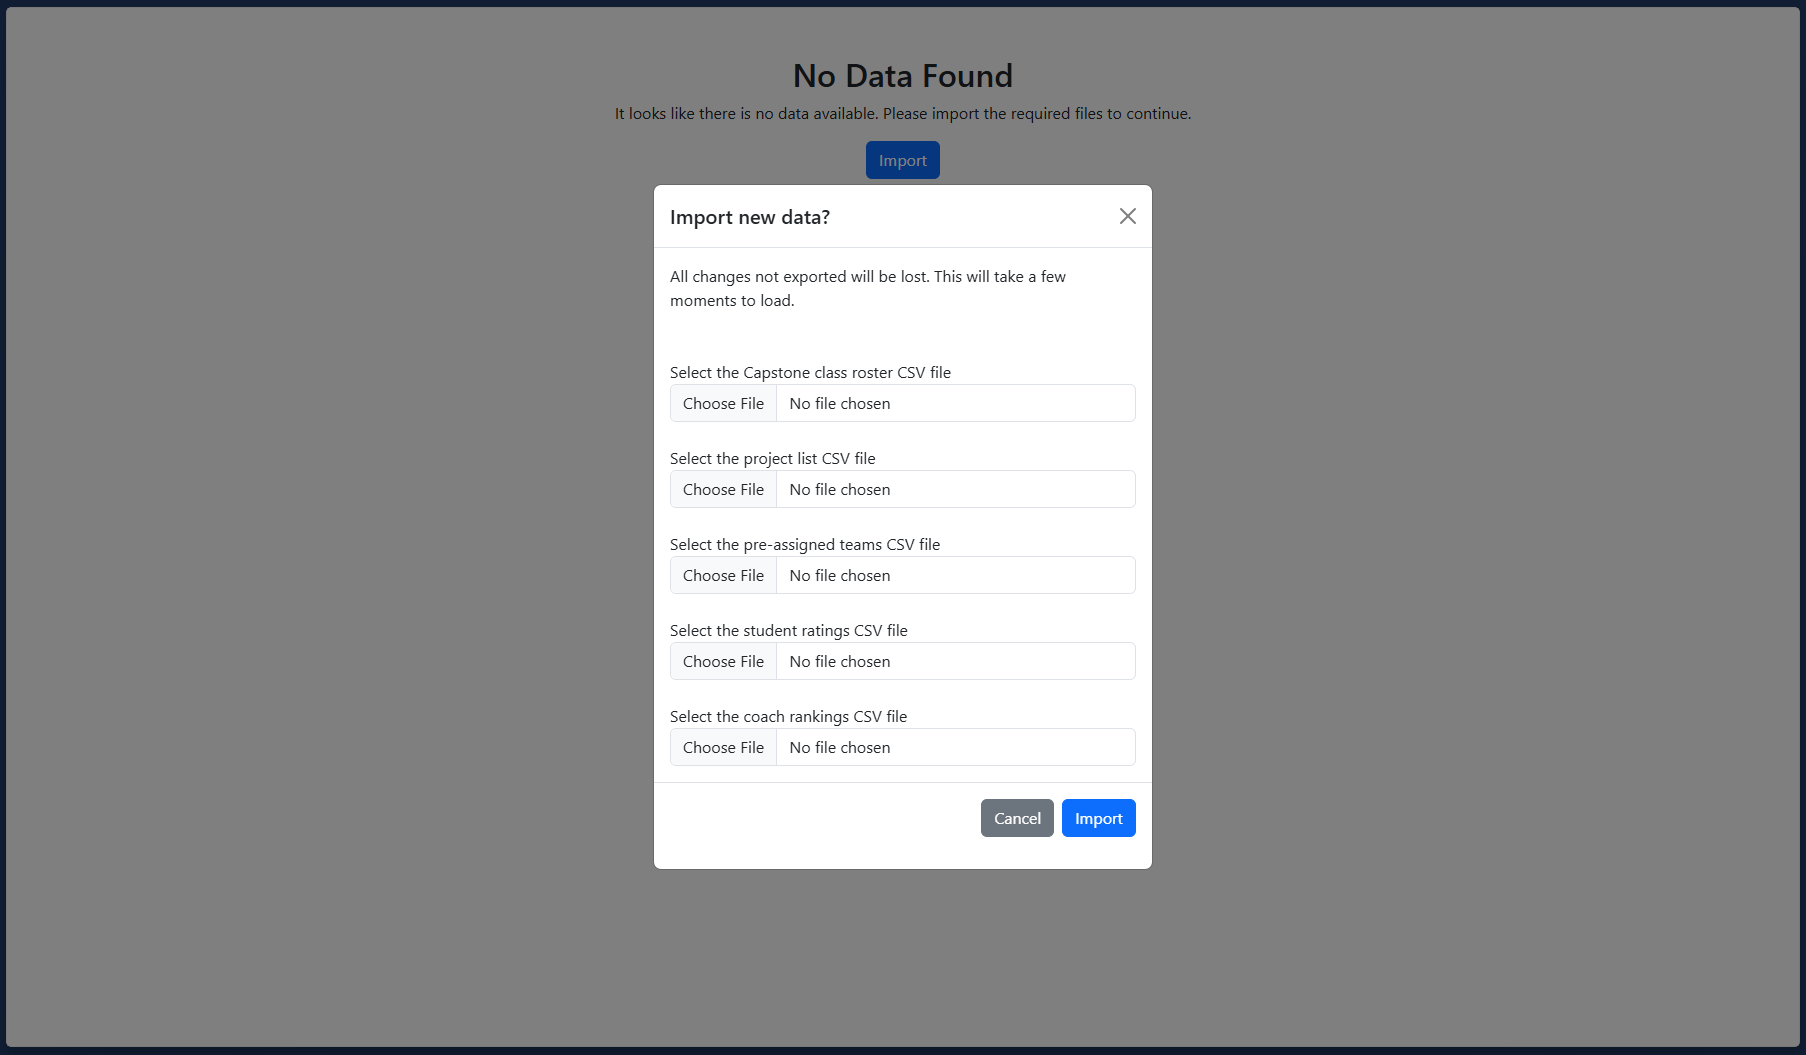 No Data Found
It looks like there is no data available. Please import the required files to continue.
Import
Import new data?
All changes not exported will be lost. This will take a few
moments to load.
Select the Capstone class roster CSV file
Choose File No file chosen
Select the project list CSV file
Choose File No file chosen
Select the pre-assigned teams CSV file
Choose File No file chosen
Select the student ratings CSV file
Choose File No file chosen
Select the coach rankings CSV file
Choose File No file chosen
Cancel Import